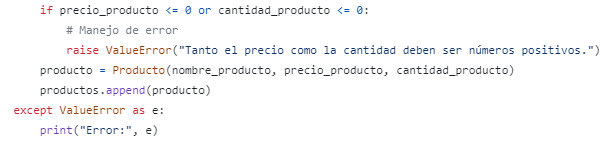 if precio_producto <= 0 or cantidad_producto <= 0:
# Manejo de error
raise ValueError("Tanto el precio como la cantidad deben ser números positivos.")
producto = Producto(nombre_producto, precio_producto, cantidad_producto)
productos.append(producto)
except ValueError as e:
print("Error:", e)